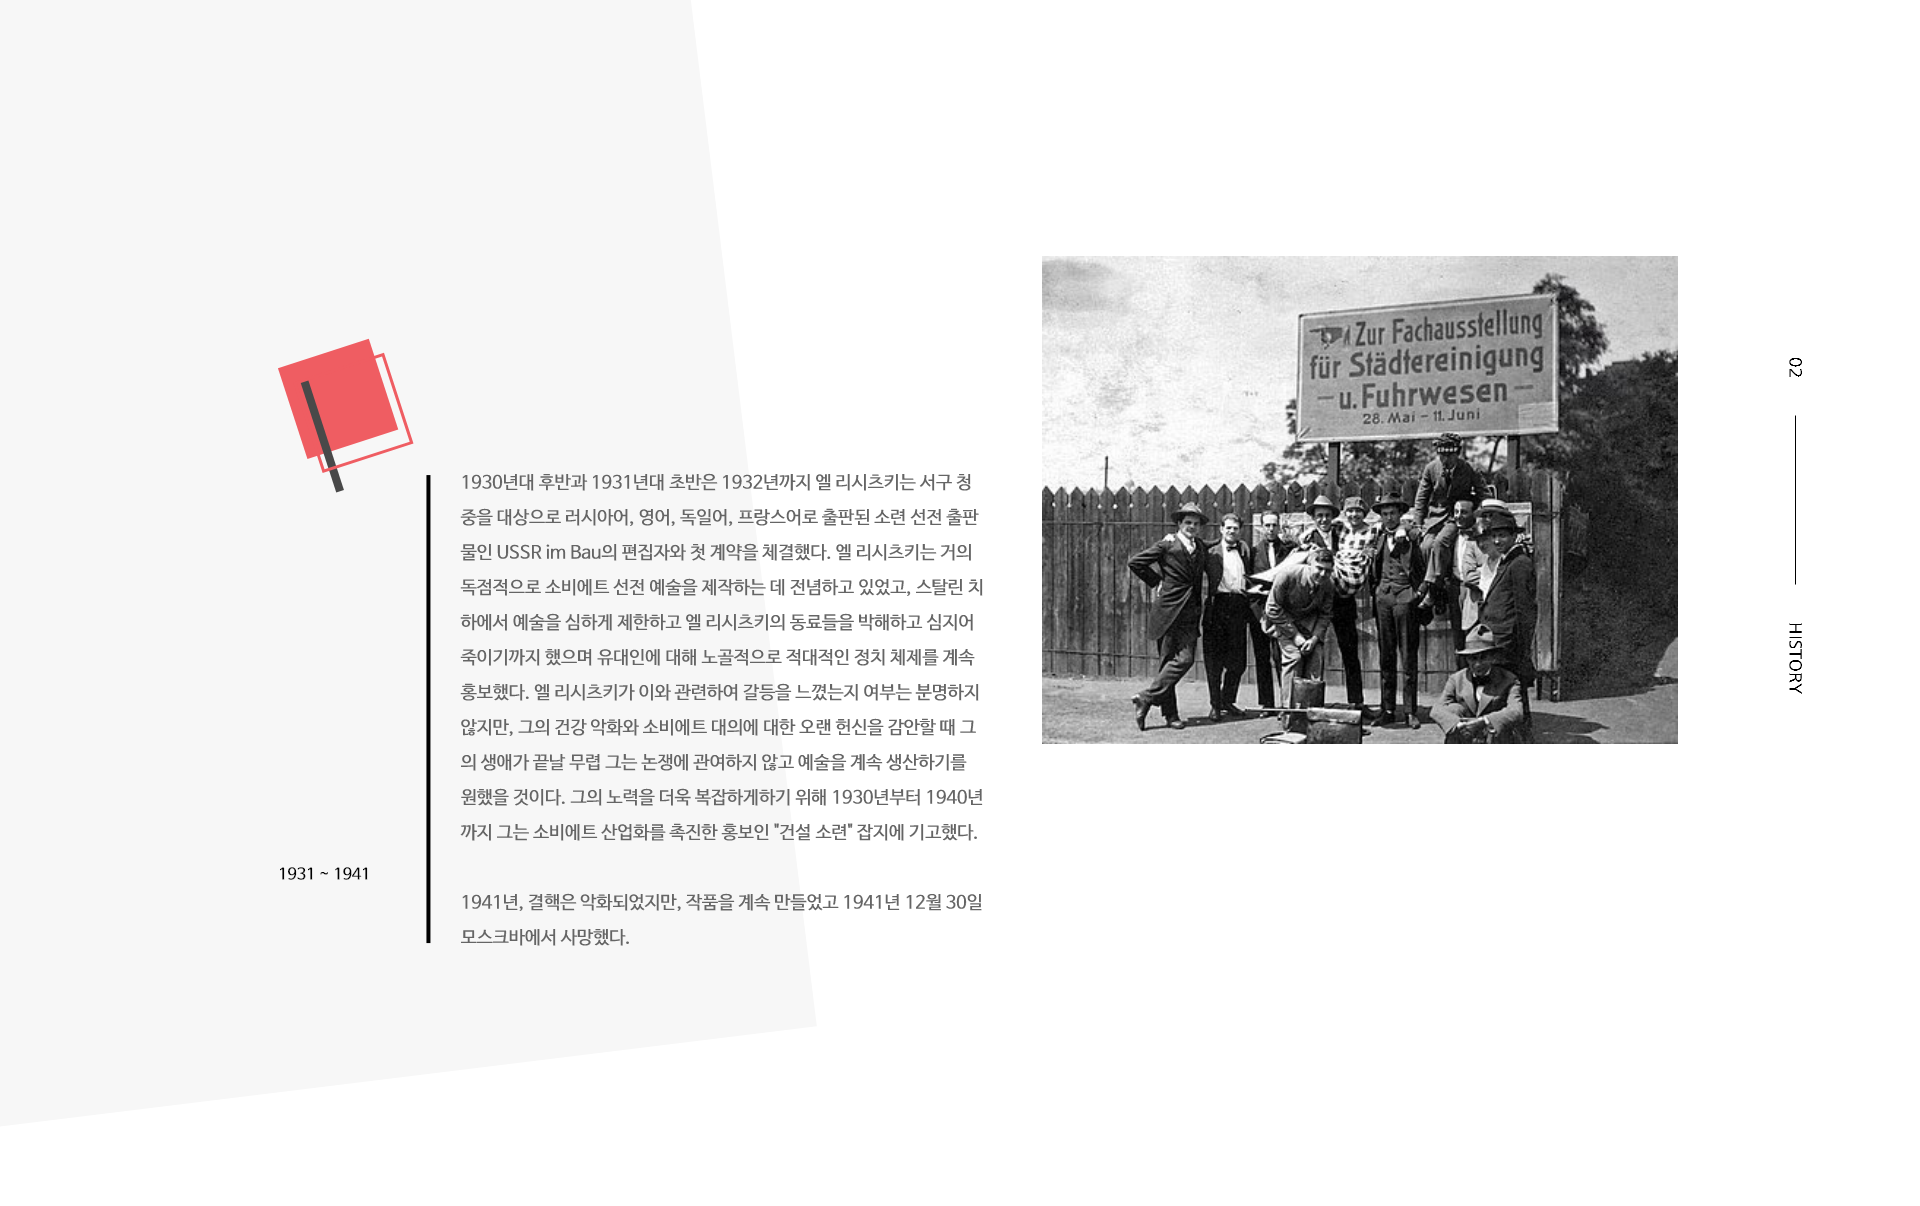 1930년대 후반과 1931년대 초반은 1932년까지 엘 리시츠키는 서구 청
중을 대상으로 러시아어, 영어, 독일어, 프랑스어로 출판된 소련 선전 출판
물인 USSR im Bau의 편집자와 첫 계약을 체결했다. 엘 리시츠키는 거의
독점적으로 소비에트 선전 예술을 제작하는 데 전념하고 있었고, 스탈린 치
하에서 예술을 심하게 제한하고 엘 리시츠키의 동료들을 박해하고 심지어
죽이기까지 했으며 유대인에 대해 노골적으로 적대적인 정치 체제를 계속
홍보했다. 엘 리시츠키가 이와 관련하여 갈등을 느꼈는지 여부는 분명하지
않지만, 그의 건강 악화와 소비에트 대의에 대한 오랜 헌신을 감안할 때 그
의 생애가 끝날 무렵 그는 논쟁에 관여하지 않고 예술을 계속 생산하기를
원했을 것이다. 그의 노력을 더욱 복잡하게하기 위해 1930년부터 1940년
까지 그는 소비에트 산업화를 촉진한 홍보인 "건설 소련" 잡지에 기고했다.
1931 ~ 1941
1941년, 결핵은 악화되었지만, 작품을 계속 만들었고 1941년 12월 30일
모스크바에서 사망했다.
Zur Fachausstellung
für Städtereinigung
— u. Fuhrwesen —
28. Mai – 11. Juni
02
HISTORY